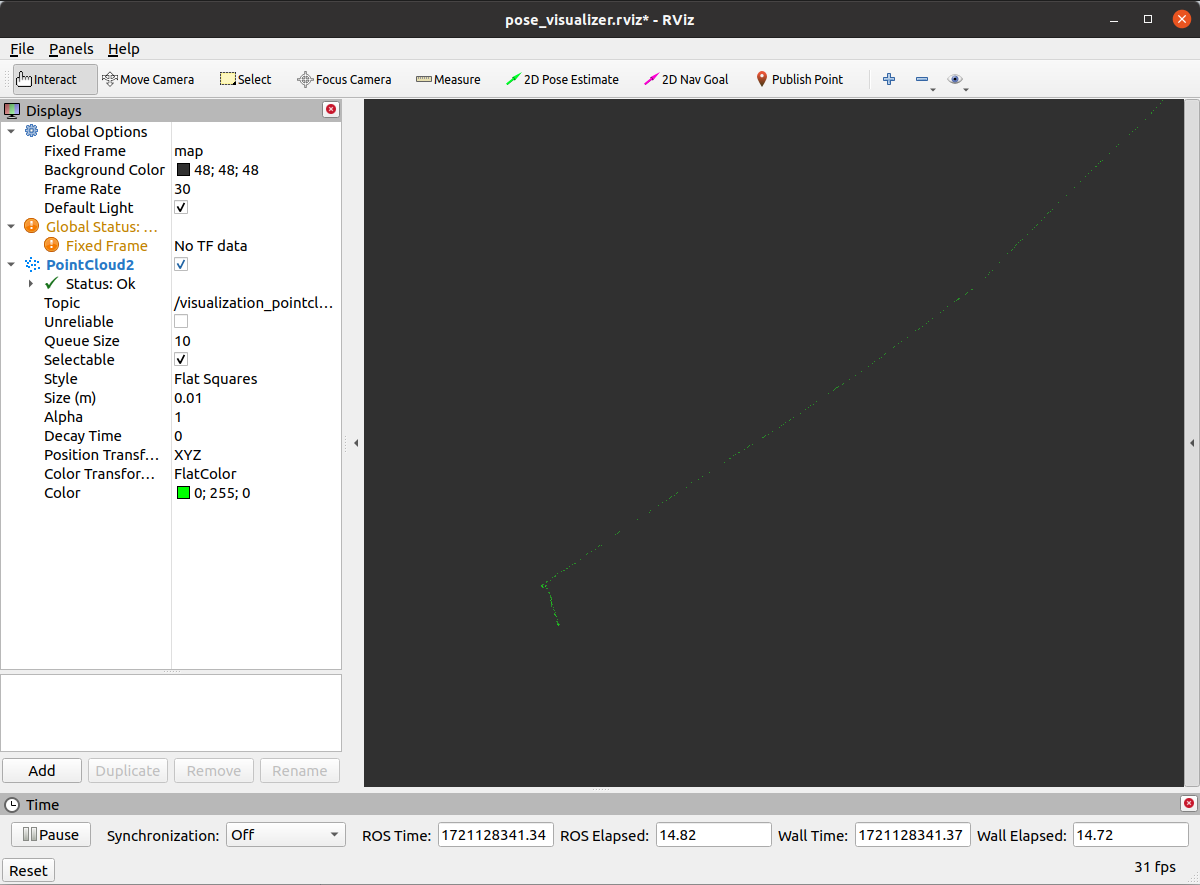 pose_visualizer.rviz* - RViz
File Panels Help
Interact Move Camera Select Focus Camera Measure 2D Pose Estimate 2D Nav Goal Publish Point
Displays
Global Options
Fixed Frame map
Background Color 48; 48; 48
Frame Rate 30
Default Light
Global Status: ...
Fixed Frame No TF data
PointCloud2
Status: Ok
Topic /visualization_pointcl...
Unreliable
Queue Size 10
Selectable
Style Flat Squares
Size (m) 0.01
Alpha 1
Decay Time 0
Position Transf... XYZ
Color Transfor... FlatColor
Color 0; 255; 0
Add Duplicate Remove Rename
Time
Pause Synchronization: Off ROS Time: 1721128341.34 ROS Elapsed: 14.82 Wall Time: 1721128341.37 Wall Elapsed: 14.72
Reset 31 fps